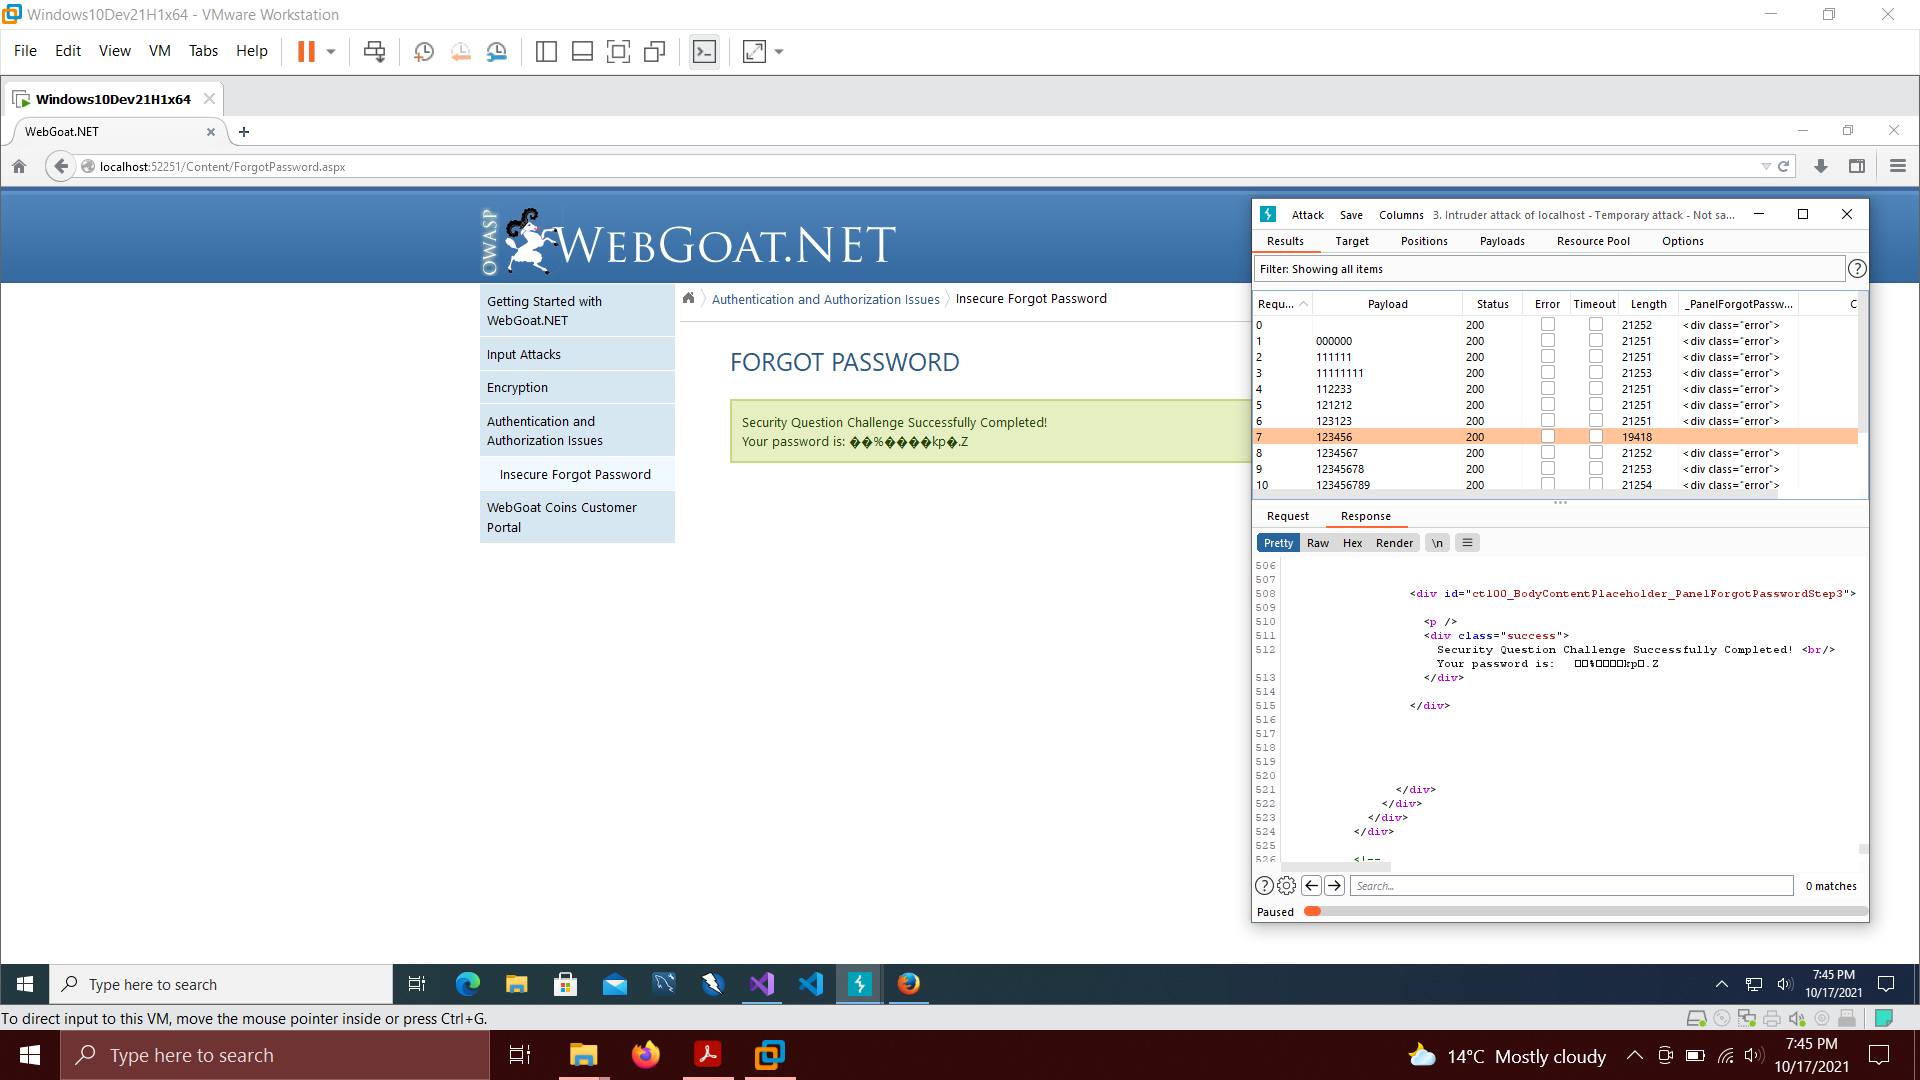 Windows10Dev21H1x64 - VMware Workstation
File Edit View VM Tabs Help
Windows10Dev21H1x64
WebGoat.NET
localhost:52251/Content/ForgotPassword.aspx
OWASP WEBGOAT.NET
Getting Started with
WebGoat.NET
Input Attacks
Encryption
Authentication and
Authorization Issues
Insecure Forgot Password
WebGoat Coins Customer
Portal
Authentication and Authorization Issues Insecure Forgot Password
FORGOT PASSWORD
Security Question Challenge Successfully Completed!
Your password is: ��%����kp�.Z
Attack Save Columns 3. Intruder attack of localhost - Temporary attack - Not sa...
Results Target Positions Payloads Resource Pool Options
Filter: Showing all items
Requ... Payload Status Error Timeout Length _PanelForgotPassw... C
0 200 21252 <div class="error">
1 000000 200 21251 <div class="error">
2 111111 200 21251 <div class="error">
3 11111111 200 21253 <div class="error">
4 112233 200 21251 <div class="error">
5 121212 200 21251 <div class="error">
6 123123 200 21251 <div class="error">
7 123456 200 19418
8 1234567 200 21252 <div class="error">
9 12345678 200 21253 <div class="error">
10 123456789 200 21254 <div class="error">
Request Response
Pretty Raw Hex Render \n
506
507
508 <div id="ctl00_BodyContentPlaceholder_PanelForgotPasswordStep3">
509
510 <p />
511 <div class="success">
512 Security Question Challenge Successfully Completed! <br/>
Your password is: □□%□□□□kp□.Z
513 </div>
514
515 </div>
516
517
518
519
520
521 </div>
522 </div>
523 </div>
524 </div>
525
526 <!--
Search... 0 matches
Paused
Type here to search
7:45 PM
10/17/2021
To direct input to this VM, move the mouse pointer inside or press Ctrl+G.
Type here to search
14°C Mostly cloudy
7:45 PM
10/17/2021